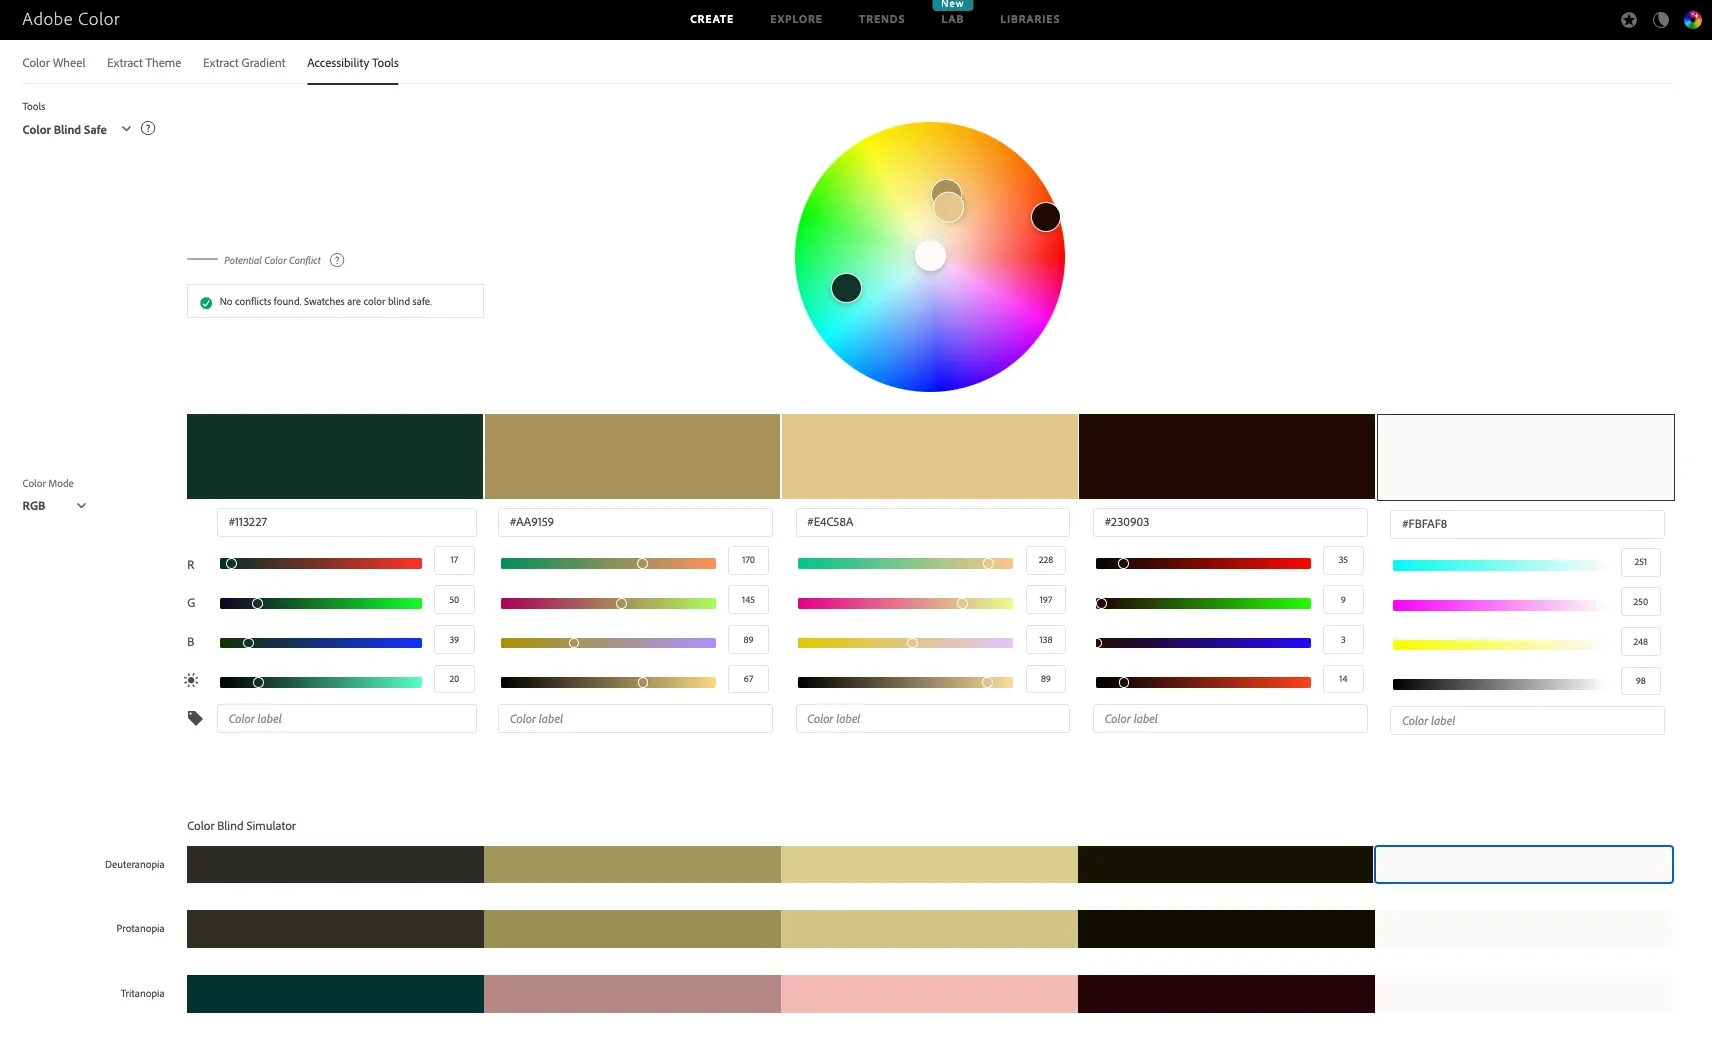 Adobe Color
CREATE
EXPLORE
TRENDS
New
LAB
LIBRARIES
Color Wheel
Extract Theme
Extract Gradient
Accessibility Tools
Tools
Color Blind Safe
?
Potential Color Conflict
?
No conflicts found. Swatches are color blind safe.
Color Mode
RGB
#113227
#AA9159
#E4C58A
#230903
#FBFAF8
R
17
170
228
35
251
G
50
145
197
9
250
B
39
89
138
3
248
20
67
89
14
98
Color label
Color label
Color label
Color label
Color label
Color Blind Simulator
Deuteranopia
Protanopia
Tritanopia